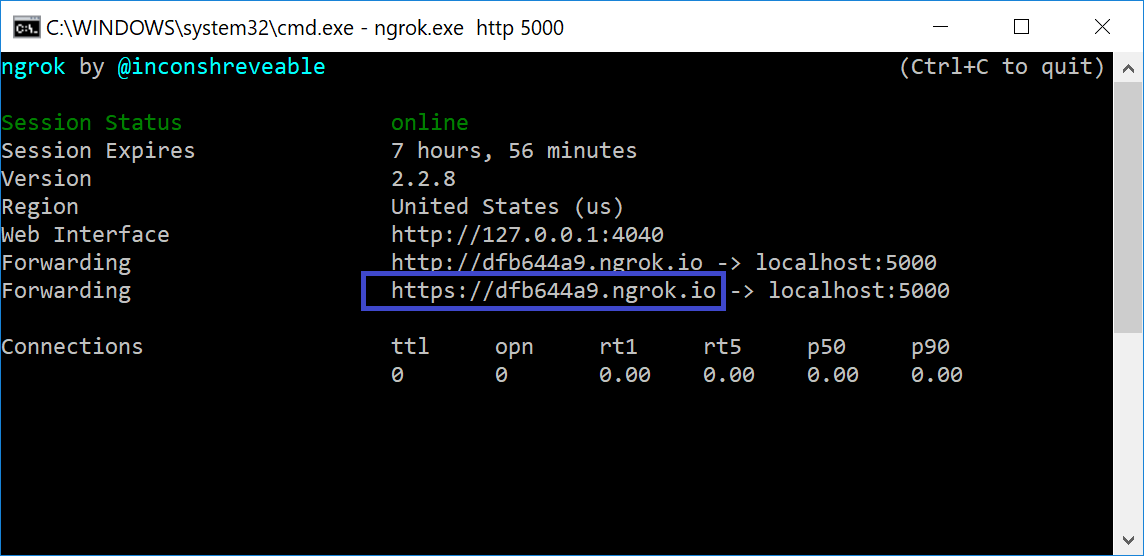 C:\WINDOWS\system32\cmd.exe - ngrok.exe  http 5000
ngrok by @inconshreveable (Ctrl+C to quit)
Session Status online
Session Expires 7 hours, 56 minutes
Version 2.2.8
Region United States (us)
Web Interface http://127.0.0.1:4040
Forwarding http://dfb644a9.ngrok.io -> localhost:5000
Forwarding https://dfb644a9.ngrok.io -> localhost:5000
Connections ttl opn rt1 rt5 p50 p90
0 0 0.00 0.00 0.00 0.00